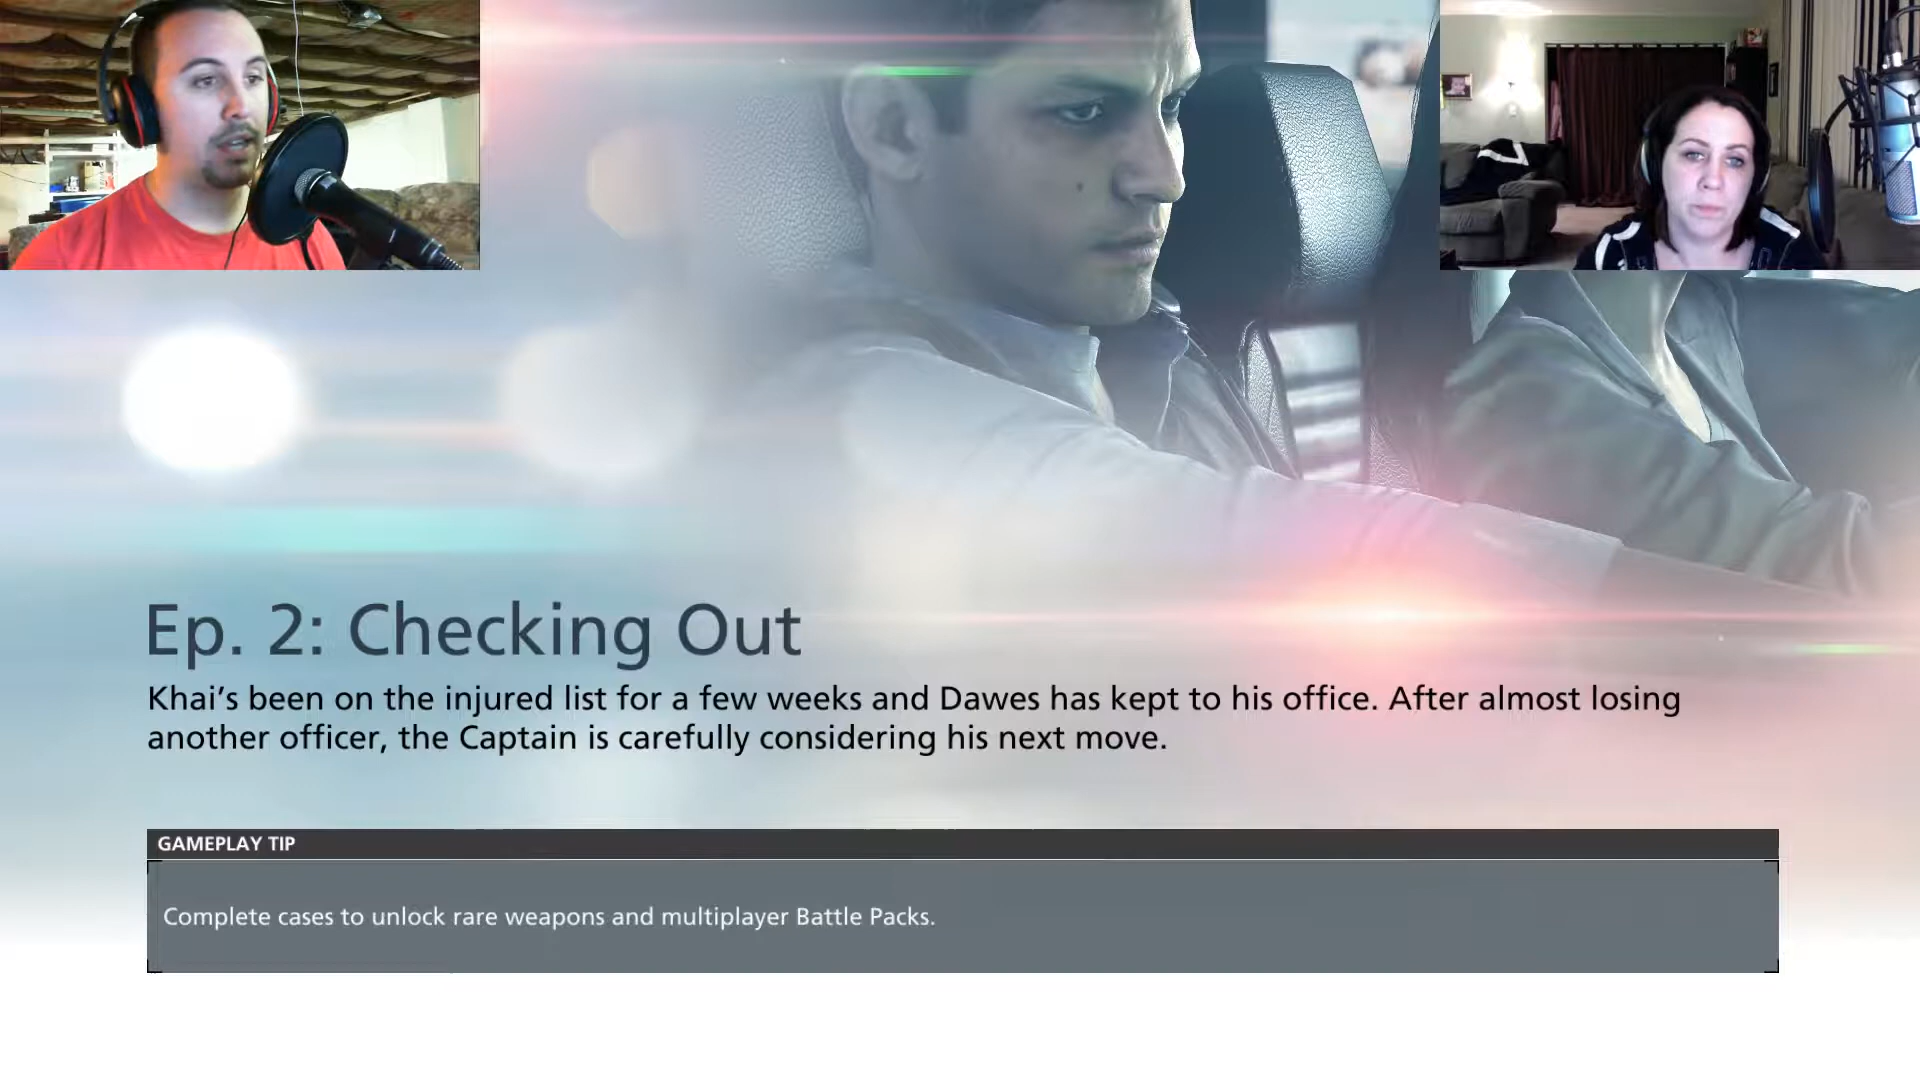 Ep. 2: Checking Out
Khai's been on the injured list for a few weeks and Dawes has kept to his office. After almost losing
another officer, the Captain is carefully considering his next move.
GAMEPLAY TIP
Complete cases to unlock rare weapons and multiplayer Battle Packs.